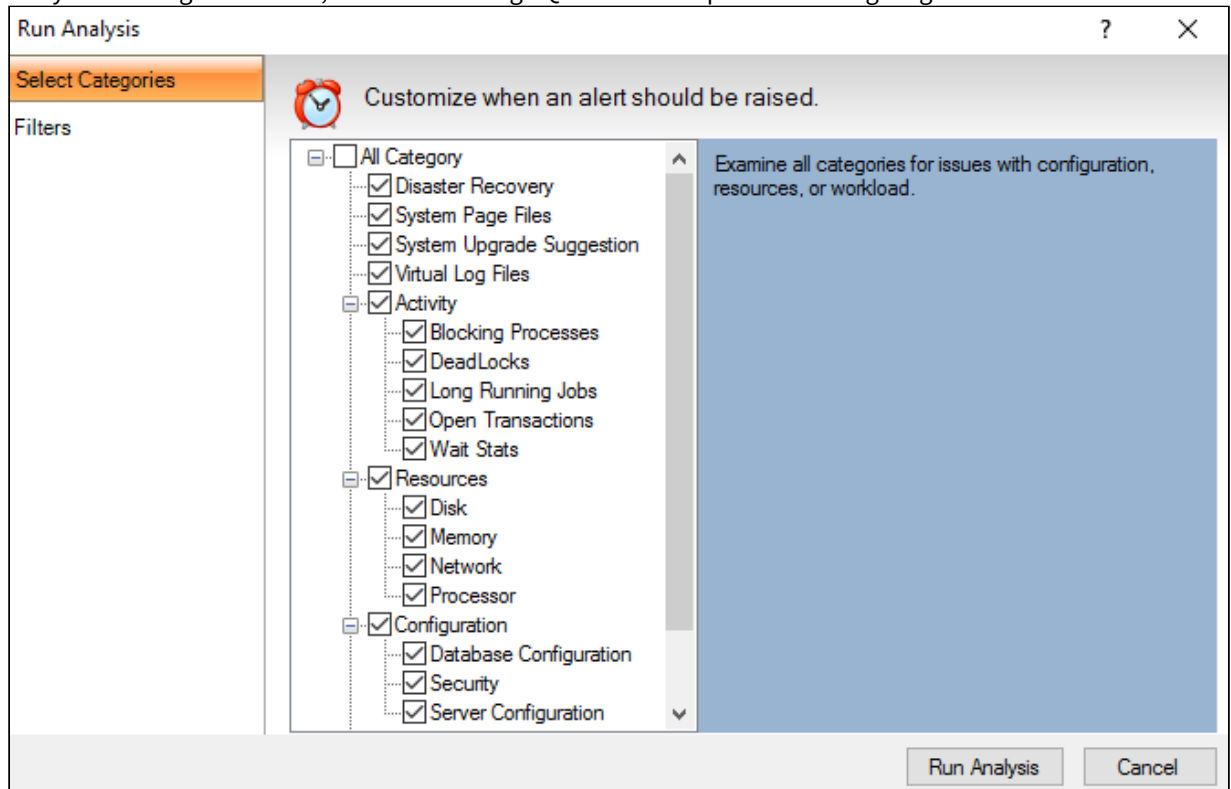 Run Analysis
?
Select Categories
Filters
Customize when an alert should be raised.
All Category
Disaster Recovery
System Page Files
System Upgrade Suggestion
Virtual Log Files
Activity
Blocking Processes
DeadLocks
Long Running Jobs
Open Transactions
Wait Stats
Resources
Disk
Memory
Network
Processor
Configuration
Database Configuration
Security
Server Configuration
Examine all categories for issues with configuration,
resources, or workload.
Run Analysis
Cancel